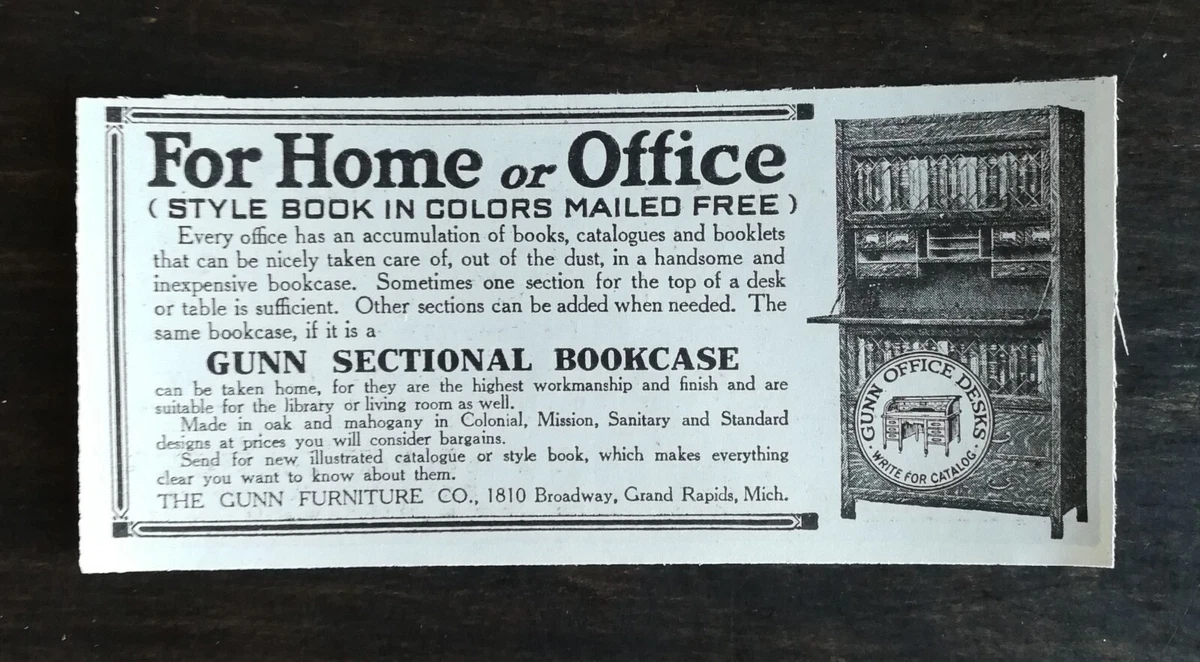 For Home or Office
( STYLE BOOK IN COLORS MAILED FREE )
Every office has an accumulation of books, catalogues and booklets
that can be nicely taken care of, out of the dust, in a handsome and
inexpensive bookcase. Sometimes one section for the top of a desk
or table is sufficient. Other sections can be added when needed. The
same bookcase, if it is a
GUNN SECTIONAL BOOKCASE
can be taken home, for they are the highest workmanship and finish and are
suitable for the library or living room as well.
Made in oak and mahogany in Colonial, Mission, Sanitary and Standard
designs at prices you will consider bargains.
Send for new illustrated catalogue or style book, which makes everything
clear you want to know about them.
THE GUNN FURNITURE CO., 1810 Broadway, Grand Rapids, Mich.
· GUNN OFFICE DESKS ·
WRITE FOR CATALOG